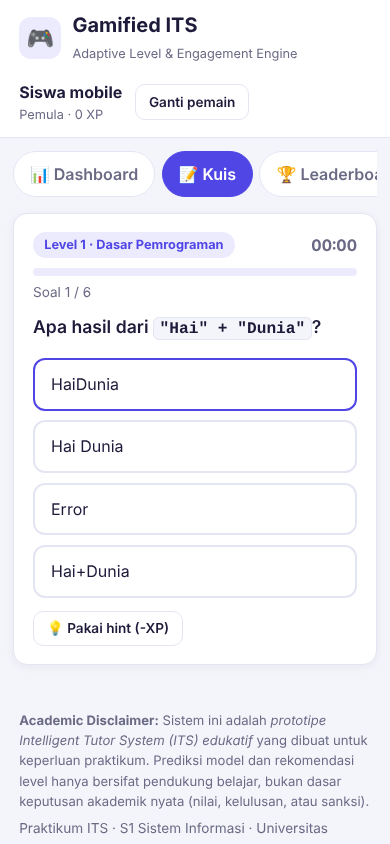 🎮 Gamified ITS
Adaptive Level & Engagement Engine
Siswa mobile
Pemula · 0 XP
Ganti pemain
📊 Dashboard
📝 Kuis
🏆 Leaderboa
Level 1 · Dasar Pemrograman
00:00
Soal 1 / 6
Apa hasil dari "Hai" + "Dunia"?
HaiDunia
Hai Dunia
Error
Hai+Dunia
💡 Pakai hint (-XP)
Academic Disclaimer: Sistem ini adalah prototipe
Intelligent Tutor System (ITS) edukatif yang dibuat untuk
keperluan praktikum. Prediksi model dan rekomendasi
level hanya bersifat pendukung belajar, bukan dasar
keputusan akademik nyata (nilai, kelulusan, atau sanksi).
Praktikum ITS · S1 Sistem Informasi · Universitas